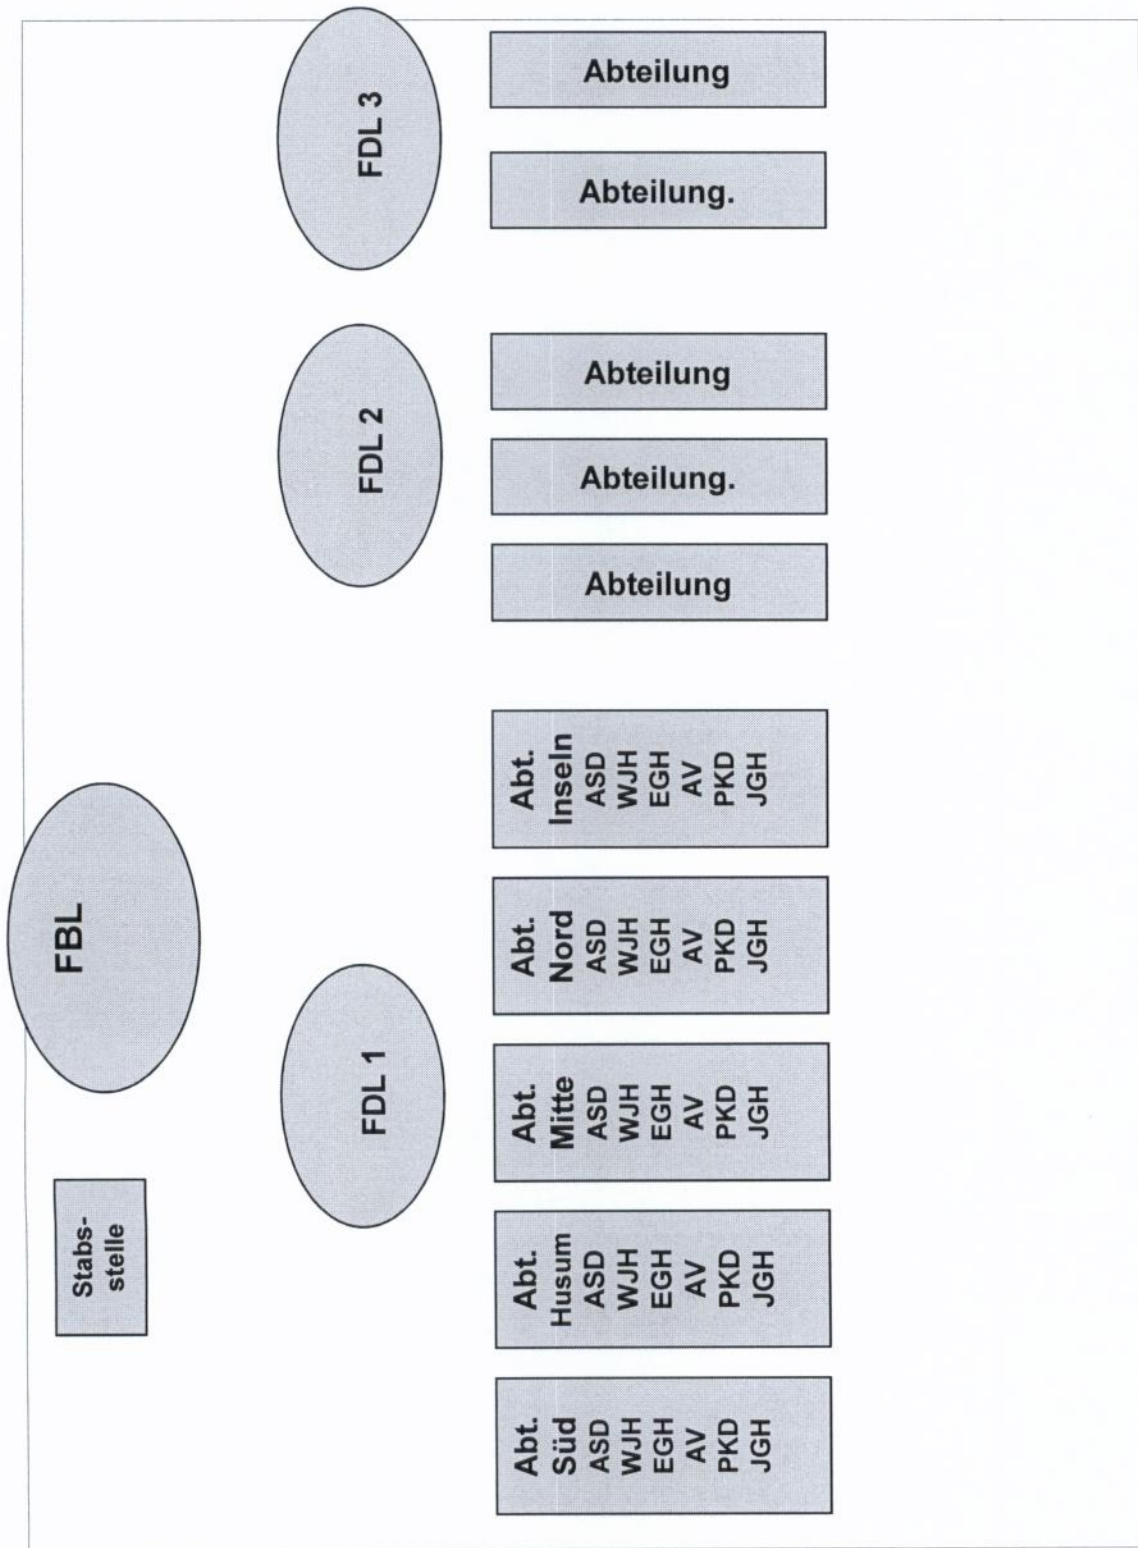 FBL
Stabs-
stelle
FDL 1
FDL 2
FDL 3
Abt.
Süd
ASD
WJH
EGH
AV
PKD
JGH
Abt.
Husum
ASD
WJH
EGH
AV
PKD
JGH
Abt.
Mitte
ASD
WJH
EGH
AV
PKD
JGH
Abt.
Nord
ASD
WJH
EGH
AV
PKD
JGH
Abt.
Inseln
ASD
WJH
EGH
AV
PKD
JGH
Abteilung
Abteilung.
Abteilung
Abteilung.
Abteilung